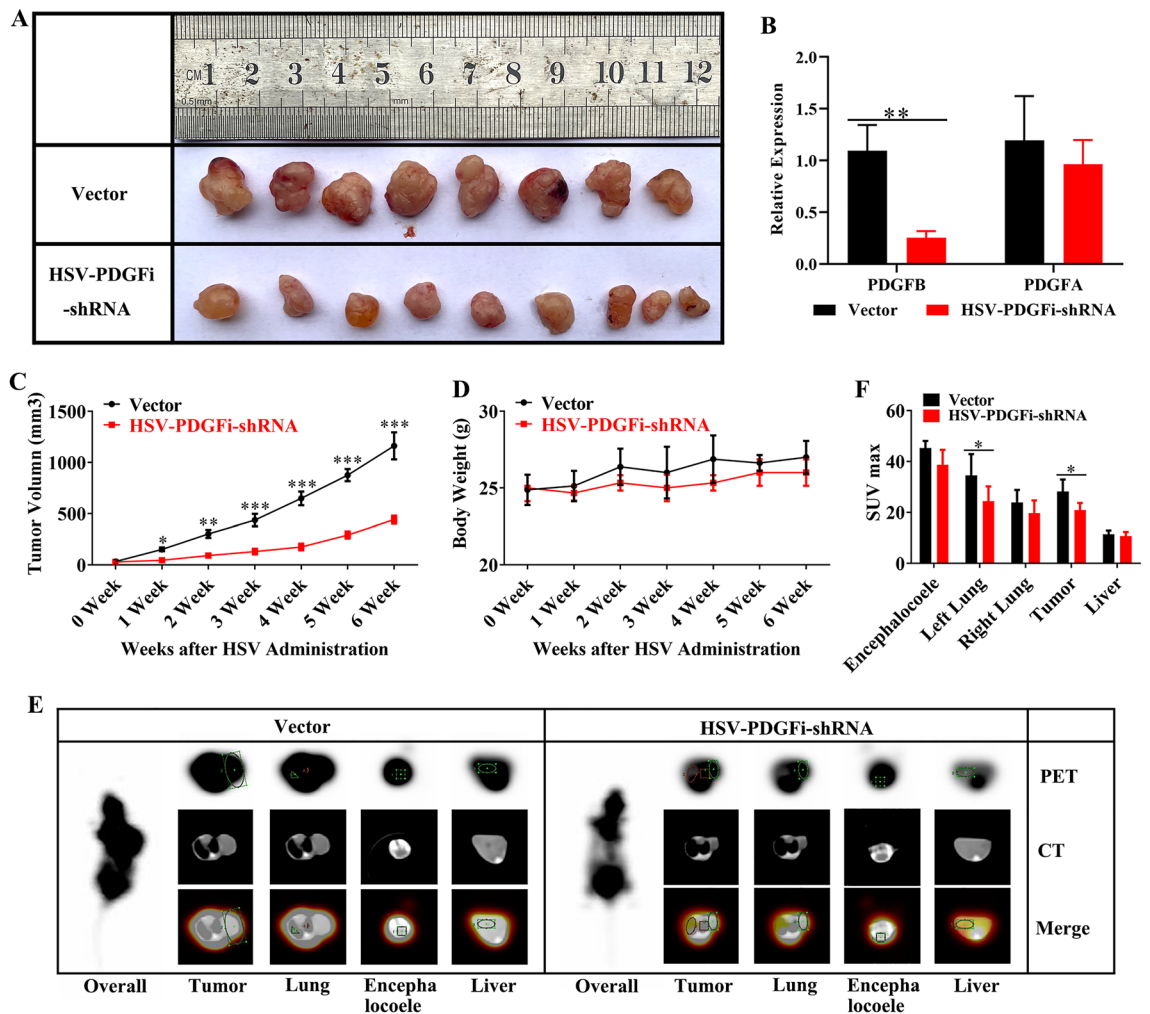 A
CM 1 2 3 4 5 6 7 8 9 10 11 12
0.5 mm
mm
Vector
HSV-PDGFi
-shRNA
B
Relative Expression
2.0
1.5
1.0
0.5
0.0
**
PDGFB
PDGFA
Vector
HSV-PDGFi-shRNA
C
Tumor Volumn (mm3)
1500
1000
500
0
Vector
HSV-PDGFi-shRNA
*
**
***
***
***
***
0 Week
1 Week
2 Week
3 Week
4 Week
5 Week
6 Week
Weeks after HSV Administration
D
Body Weight (g)
30
25
20
Vector
HSV-PDGFi-shRNA
0 Week
1 Week
2 Week
3 Week
4 Week
5 Week
6 Week
Weeks after HSV Administration
F
SUV max
60
40
20
0
Vector
HSV-PDGFi-shRNA
*
*
Encephalocoele
Left Lung
Right Lung
Tumor
Liver
E
Vector
HSV-PDGFi-shRNA
PET
CT
Merge
Overall
Tumor
Lung
Encepha
locoele
Liver
Overall
Tumor
Lung
Encepha
locoele
Liver